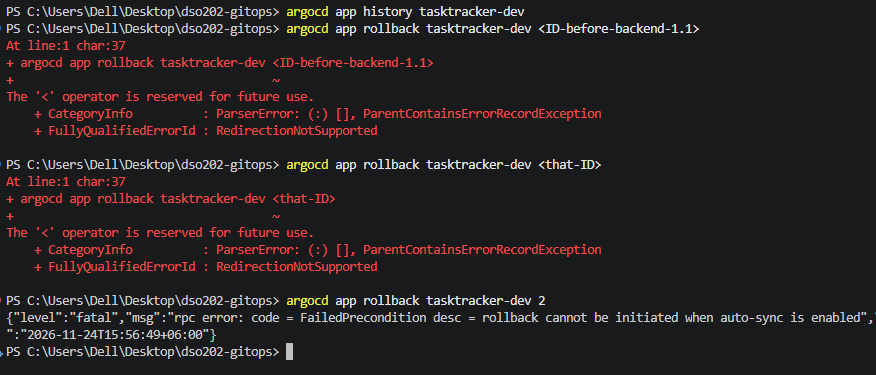 PS C:\Users\Dell\Desktop\dso202-gitops> argocd app history tasktracker-dev
PS C:\Users\Dell\Desktop\dso202-gitops> argocd app rollback tasktracker-dev <ID-before-backend-1.1>
At line:1 char:37
+ argocd app rollback tasktracker-dev <ID-before-backend-1.1>
+                                     ~
The '<' operator is reserved for future use.
    + CategoryInfo          : ParserError: (:) [], ParentContainsErrorRecordException
    + FullyQualifiedErrorId : RedirectionNotSupported
PS C:\Users\Dell\Desktop\dso202-gitops> argocd app rollback tasktracker-dev <that-ID>
At line:1 char:37
+ argocd app rollback tasktracker-dev <that-ID>
+                                     ~
The '<' operator is reserved for future use.
    + CategoryInfo          : ParserError: (:) [], ParentContainsErrorRecordException
    + FullyQualifiedErrorId : RedirectionNotSupported
PS C:\Users\Dell\Desktop\dso202-gitops> argocd app rollback tasktracker-dev 2
{"level":"fatal","msg":"rpc error: code = FailedPrecondition desc = rollback cannot be initiated when auto-sync is enabled","
":"2026-11-24T15:56:49+06:00"}
PS C:\Users\Dell\Desktop\dso202-gitops>